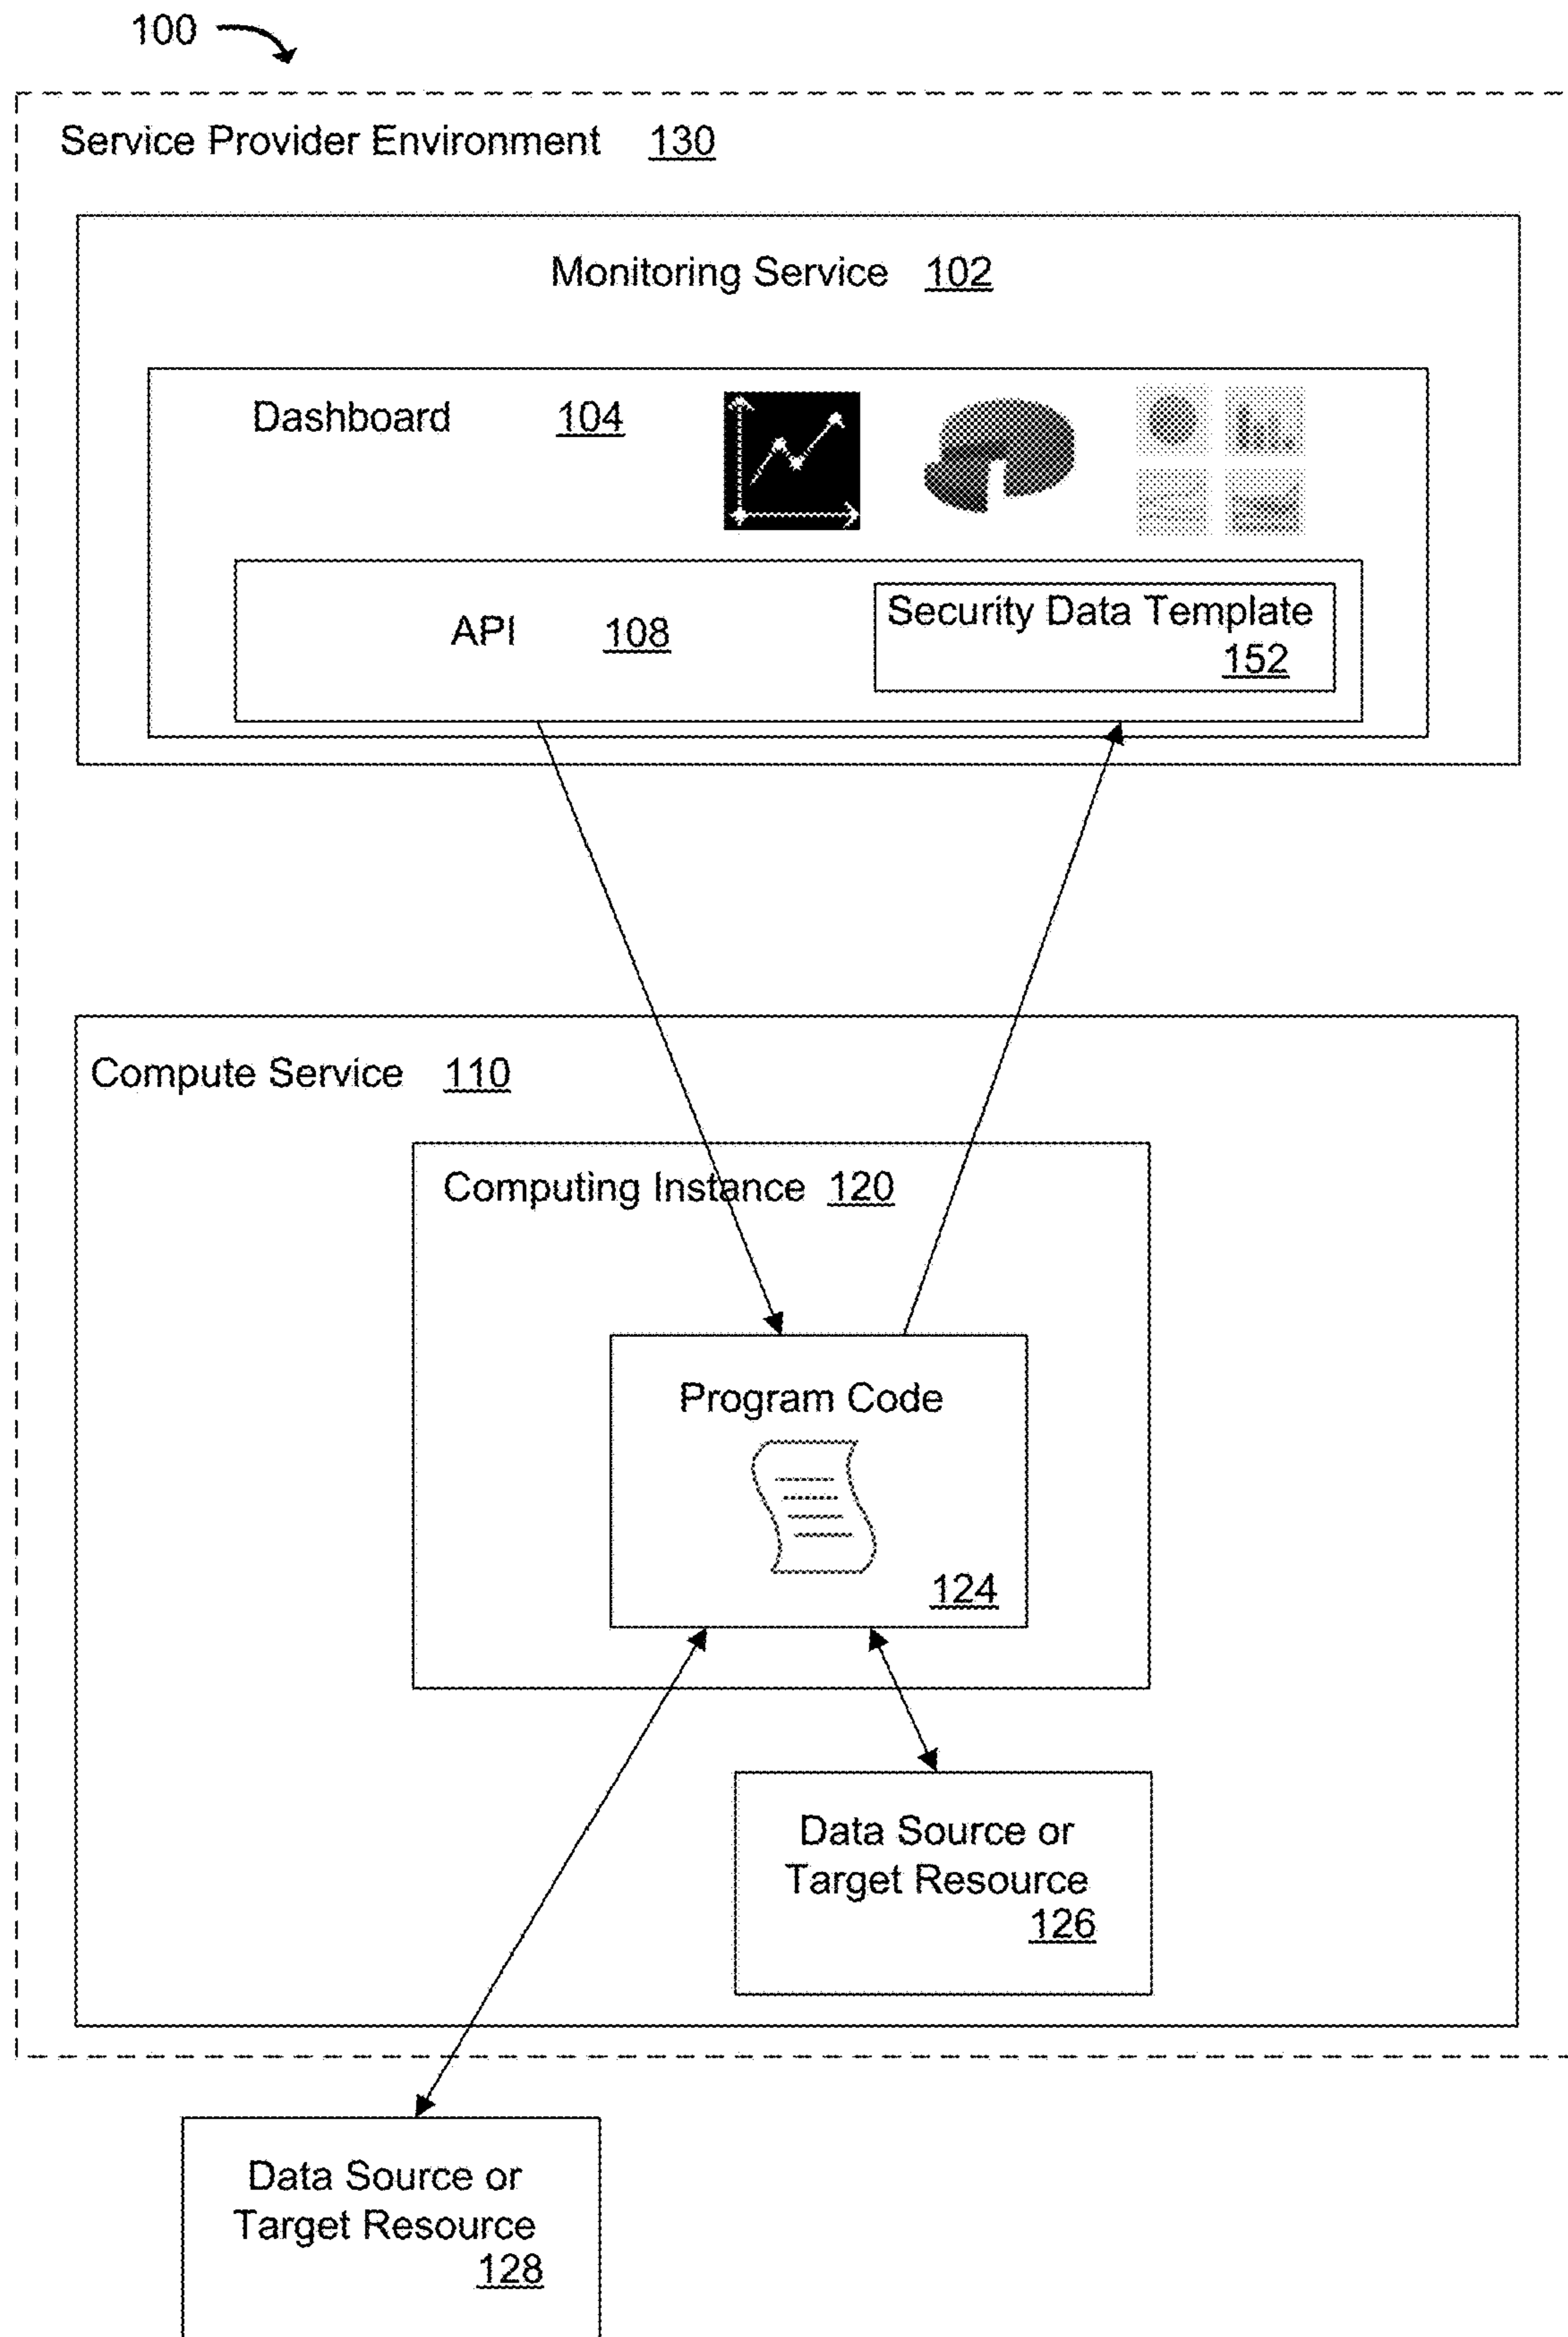 100
Service Provider Environment 130
Monitoring Service 102
Dashboard 104
API 108
Security Data Template
152
Compute Service 110
Computing Instance 120
Program Code
124
Data Source or
Target Resource
126
Data Source or
Target Resource
128